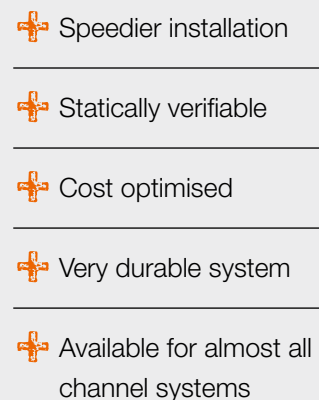 Speedier installation
Statically verifiable
Cost optimised
Very durable system
Available for almost all
channel systems